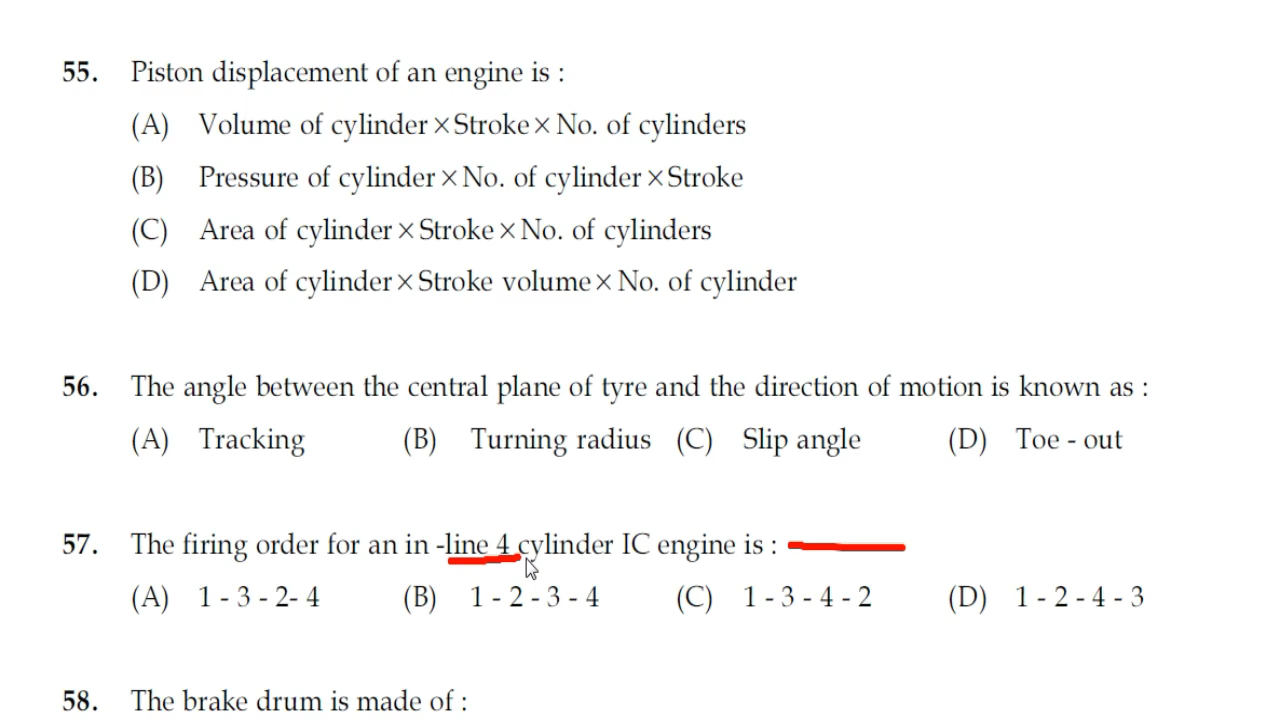 55. Piston displacement of an engine is :
(A) Volume of cylinder×Stroke×No. of cylinders
(B) Pressure of cylinder×No. of cylinder×Stroke
(C) Area of cylinder×Stroke×No. of cylinders
(D) Area of cylinder×Stroke volume×No. of cylinder
56. The angle between the central plane of tyre and the direction of motion is known as :
(A) Tracking (B) Turning radius (C) Slip angle (D) Toe - out
57. The firing order for an in -line 4 cylinder IC engine is :
(A) 1 - 3 - 2- 4 (B) 1 - 2 - 3 - 4 (C) 1 - 3 - 4 - 2 (D) 1 - 2 - 4 - 3
58. The brake drum is made of :